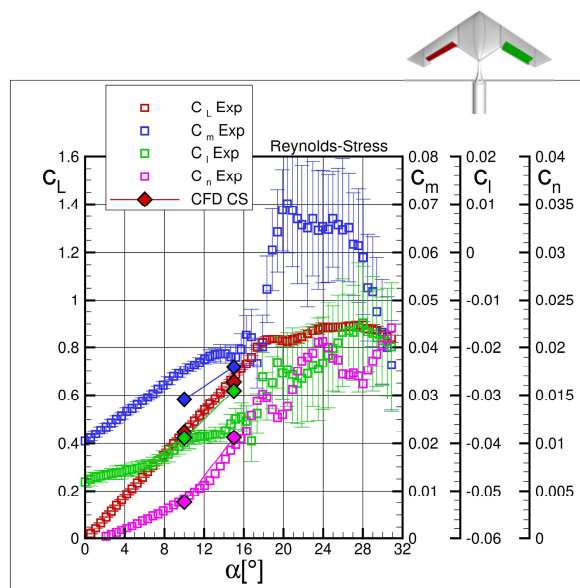 C L Exp
C m Exp
C l Exp
C n Exp
CFD CS
Reynolds-Stress
C L
C m
C l
C n
1.6 0.08 0.02 0.04
1.4 0.07 0.01 0.035
1.2 0.06 0 0.03
1 0.05 -0.01 0.025
0.8 0.04 -0.02 0.02
0.6 0.03 -0.03 0.015
0.4 0.02 -0.04 0.01
0.2 0.01 -0.05 0.005
0 0 -0.06 0
0 4 8 12 16 20 24 28 32
α[°]